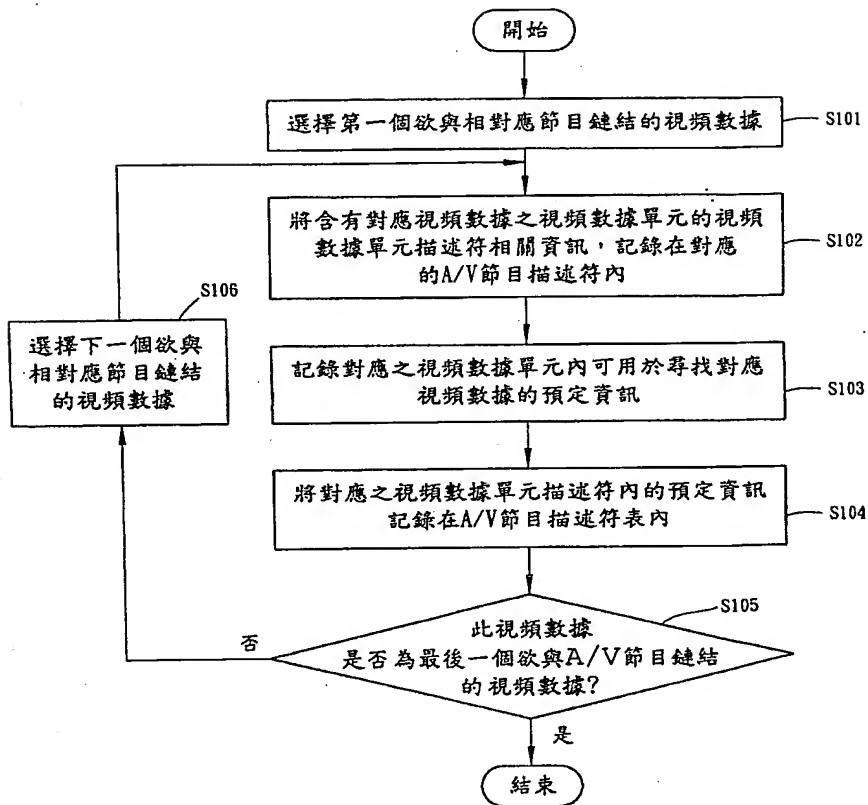 開始
選擇第一個欲與相對應節目鏈結的視頻數據
S101
將含有對應視頻數據之視頻數據單元的視頻
數據單元描述符相關資訊，記錄在對應
的A/V節目描述符內
S102
S106
選擇下一個欲與
相對應節目鏈結
的視頻數據
記錄對應之視頻數據單元內可用於尋找對應
視頻數據的預定資訊
S103
將對應之視頻數據單元描述符內的預定資訊
記錄在A/V節目描述符表內
S104
S105
此視頻數據
是否為最後一個欲與A/V節目鏈結
的視頻數據?
否
是
結束